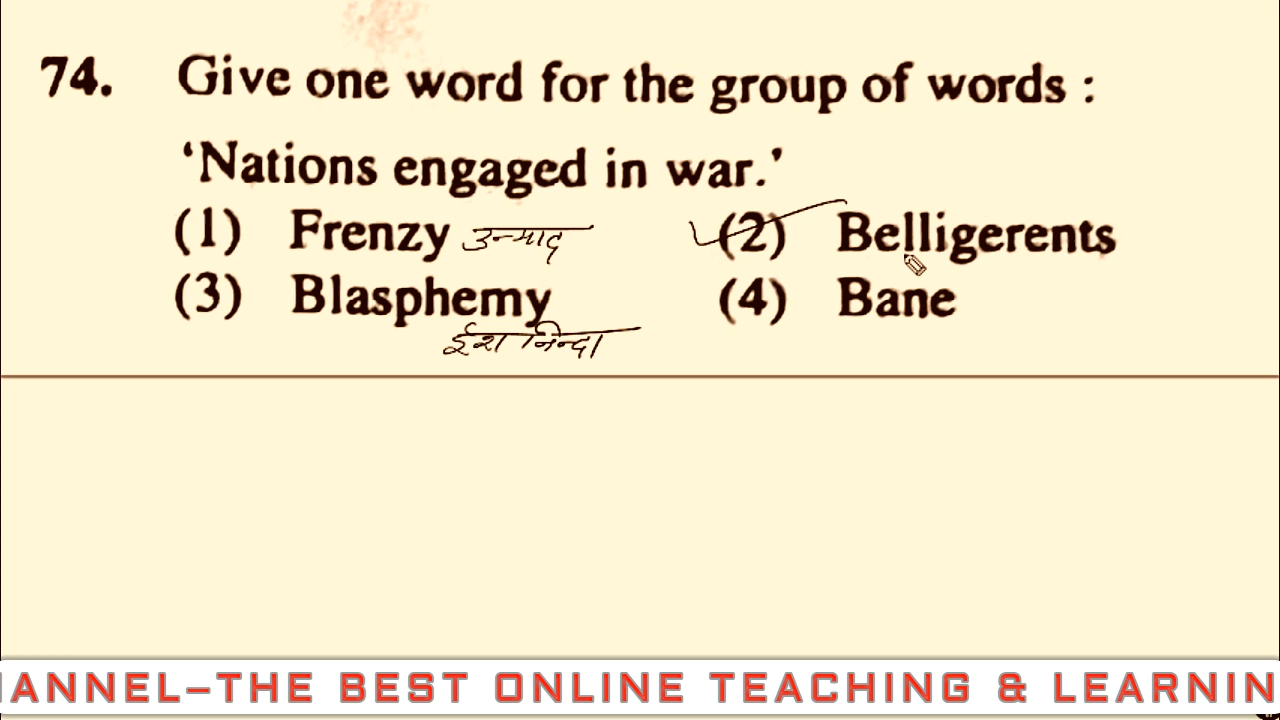 74. Give one word for the group of words :
'Nations engaged in war.'
(1) Frenzy उन्माद (2) Belligerents
(3) Blasphemy (4) Bane
ईश निन्दा
ANNEL–THE BEST ONLINE TEACHING & LEARNIN